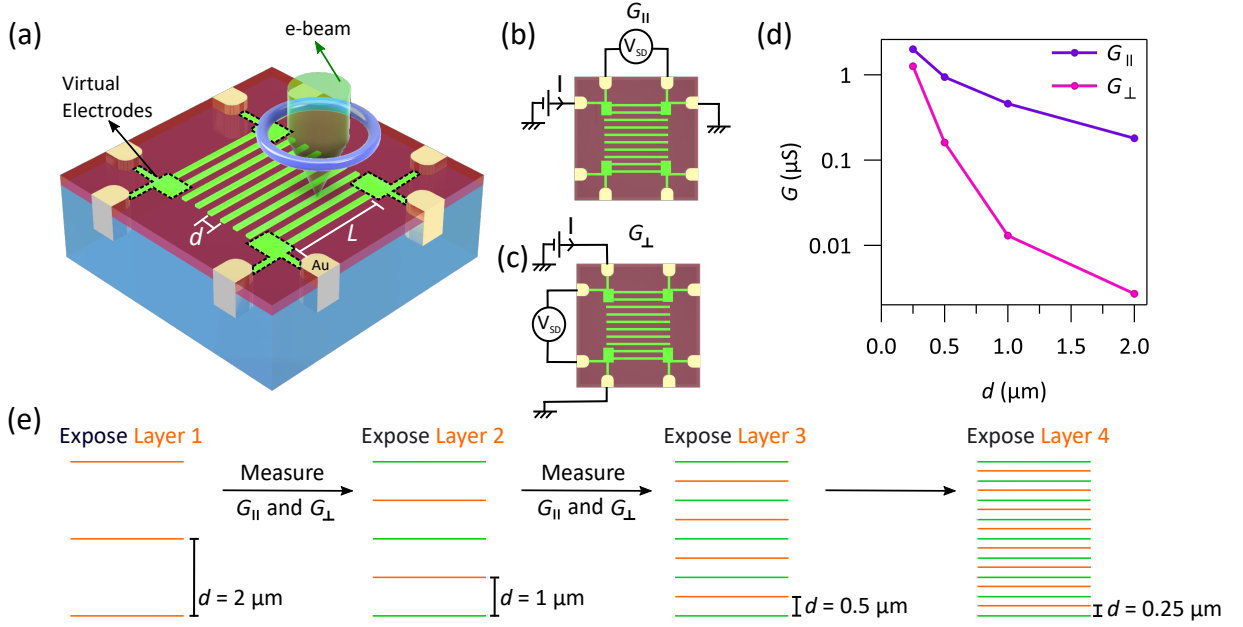 (a)
e-beam
Virtual
Electrodes
d
L
Au
(b)
G||
VSD
I
(c)
G⊥
I
VSD
(d)
G||
G⊥
1
0.1
0.01
G (μS)
0.0
0.5
1.0
1.5
2.0
d (μm)
(e)
Expose Layer 1
Expose Layer 2
Expose Layer 3
Expose Layer 4
Measure
G|| and G⊥
Measure
G|| and G⊥
d = 2 μm
d = 1 μm
d = 0.5 μm
d = 0.25 μm